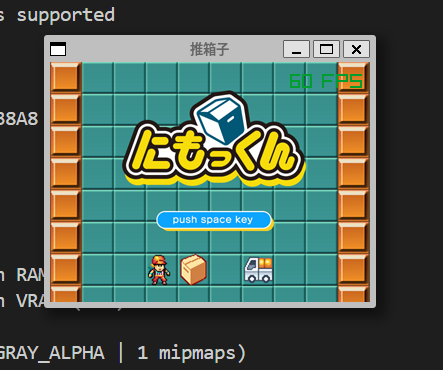 s supported
推箱子
60 FPS
38A8
にもっくん
push space key
n RAM
n VRA
GRAY_ALPHA | 1 mipmaps)